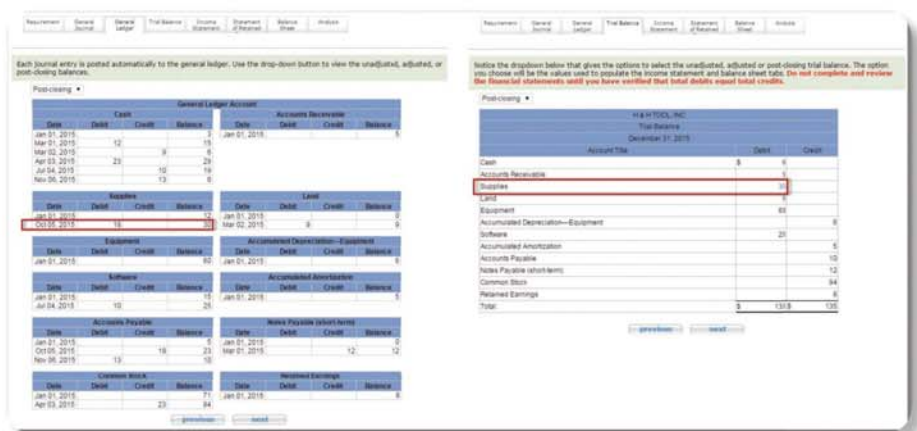 Requirement General Journal General Ledger Trial Balance Income Statement Statement of Retained Balance Sheet Analysis
Each journal entry is posted automatically to the general ledger. Use the drop-down button to view the unadjusted, adjusted, or
post-closing balances.
Post-closing
General Ledger Account
Cash Accounts Receivable
Date Debit Credit Balance Date Debit Credit Balance
Jan 01, 2015 3 Jan 01, 2015 5
Mar 01, 2015 12 15
Mar 02, 2015 9 6
Apr 03, 2015 23 29
Jul 04, 2015 10 19
Nov 06, 2015 13 6
Supplies Land
Date Debit Credit Balance Date Debit Credit Balance
Jan 01, 2015 12 Jan 01, 2015 0
Oct 05, 2015 18 30 Mar 02, 2015 9 9
Equipment Accumulated Depreciation—Equipment
Date Debit Credit Balance Date Debit Credit Balance
Jan 01, 2015 60 Jan 01, 2015
Software Accumulated Amortization
Date Debit Credit Balance Date Debit Credit Balance
Jan 01, 2015 15 Jan 01, 2015 5
Jul 04, 2015 10 25
Accounts Payable Notes Payable (short-term)
Date Debit Credit Balance Date Debit Credit Balance
Jan 01, 2015 5 Jan 01, 2015 0
Oct 05, 2015 18 23 Mar 01, 2015 12 12
Nov 06, 2015 13 10
Common Stock Retained Earnings
Date Debit Credit Balance Date Debit Credit Balance
Jan 01, 2015 71 Jan 01, 2015
Apr 03, 2015 23 94
previous next
Requirement General Journal General Ledger Trial Balance Income Statement Statement of Retained Balance Sheet Analysis
Notice the dropdown below that gives the options to select the unadjusted, adjusted or post-closing trial balance. The option
you choose will be the values used to populate the income statement and balance sheet tabs. Do not complete and review
the financial statements until you have verified that total debits equal total credits.
Post-closing
H & H TOOL, INC
Trial Balance
December 31, 2015
Account Title Debit Credit
Cash $ 6
Accounts Receivable 5
Supplies 30
Land 9
Equipment
Accumulated Depreciation—Equipment
Software 25
Accumulated Amortization 5
Accounts Payable 10
Notes Payable (short-term) 12
Common Stock 94
Retained Earnings
Total $ 135 $ 135
previous next